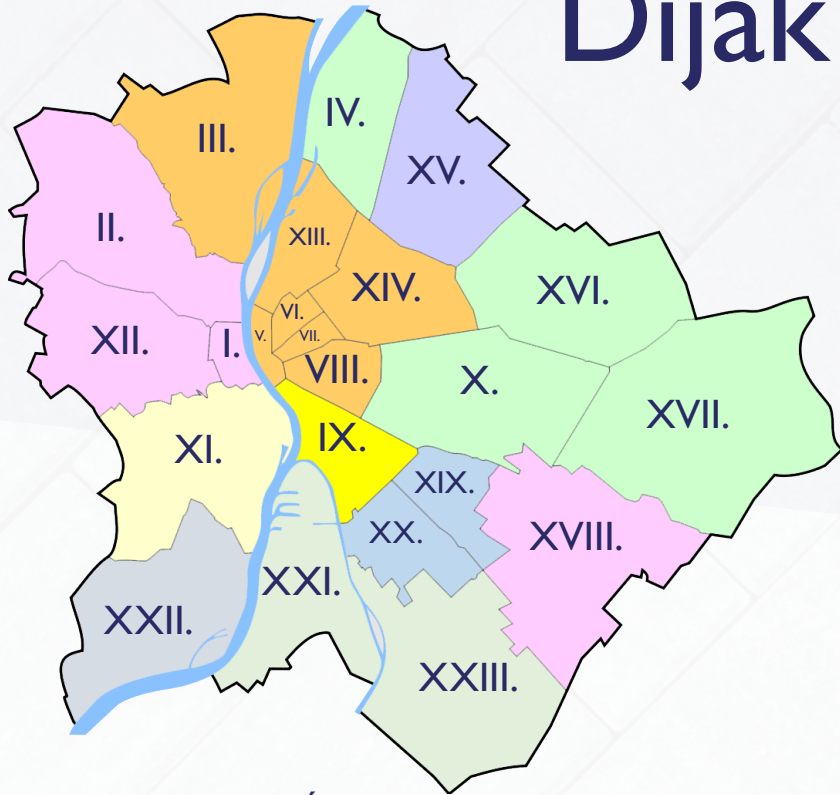 Díjak
IV.
III.
XV.
II.
XIII.
XIV.
XVI.
VI.
XII.
I.
V.
VII.
VIII.
X.
XVII.
IX.
XI.
XIX.
XX.
XVIII.
XXI.
XXII.
XXIII.